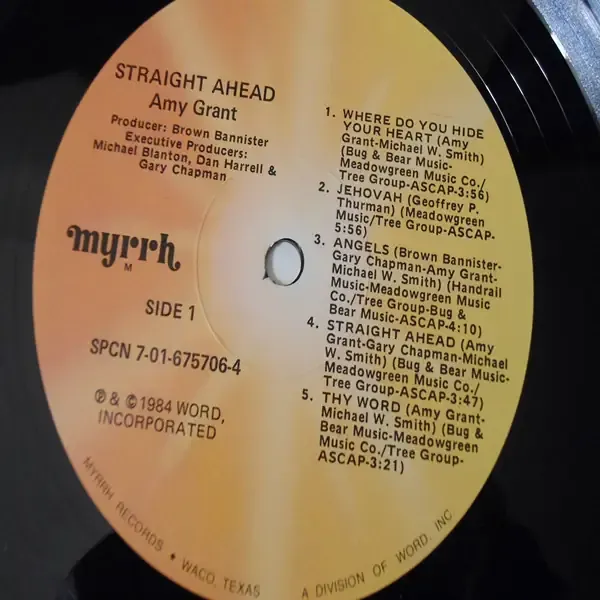 STRAIGHT AHEAD
Amy Grant
Producer: Brown Bannister
Executive Producers:
Michael Blanton, Dan Harrell &
Gary Chapman
myrrh
M
SIDE 1
SPCN 7-01-675706-4
℗ & © 1984 WORD,
INCORPORATED
1. WHERE DO YOU HIDE
YOUR HEART (Amy
Grant-Michael W. Smith)
(Bug & Bear Music-
Meadowgreen Music Co./
Tree Group-ASCAP-3:56)
2. JEHOVAH (Geoffrey P.
Thurman) (Meadowgreen
Music/Tree Group-ASCAP-
5:56)
3. ANGELS (Brown Bannister-
Gary Chapman-Amy Grant-
Michael W. Smith) (Handrail
Music-Meadowgreen Music
Co./Tree Group-Bug &
Bear Music-ASCAP-4:10)
4. STRAIGHT AHEAD (Amy
Grant-Gary Chapman-Michael
W. Smith) (Bug & Bear Music-
Meadowgreen Music Co./
Tree Group-ASCAP-3:47)
5. THY WORD (Amy Grant-
Michael W. Smith) (Bug &
Bear Music-Meadowgreen
Music Co./Tree Group-
ASCAP-3:21)
MYRRH RECORDS • WACO, TEXAS A DIVISION OF WORD, INC